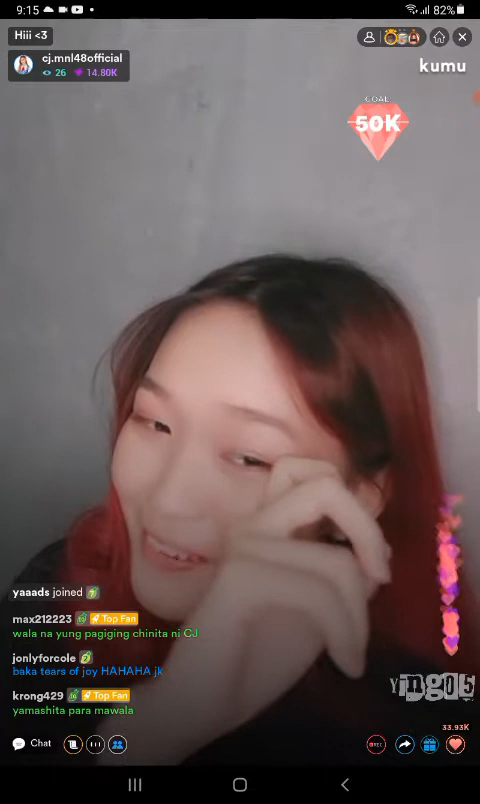 9:15
82%
Hiii <3
cj.mnl48official
26
14.80K
kumu
GOAL
50K
yaaads joined
max212223 Top Fan
wala na yung pagiging chinita ni CJ
jonlyforcole
baka tears of joy HAHAHA jk
krong429 Top Fan
yamashita para mawala
Yingo5
33.93K
Chat
REC